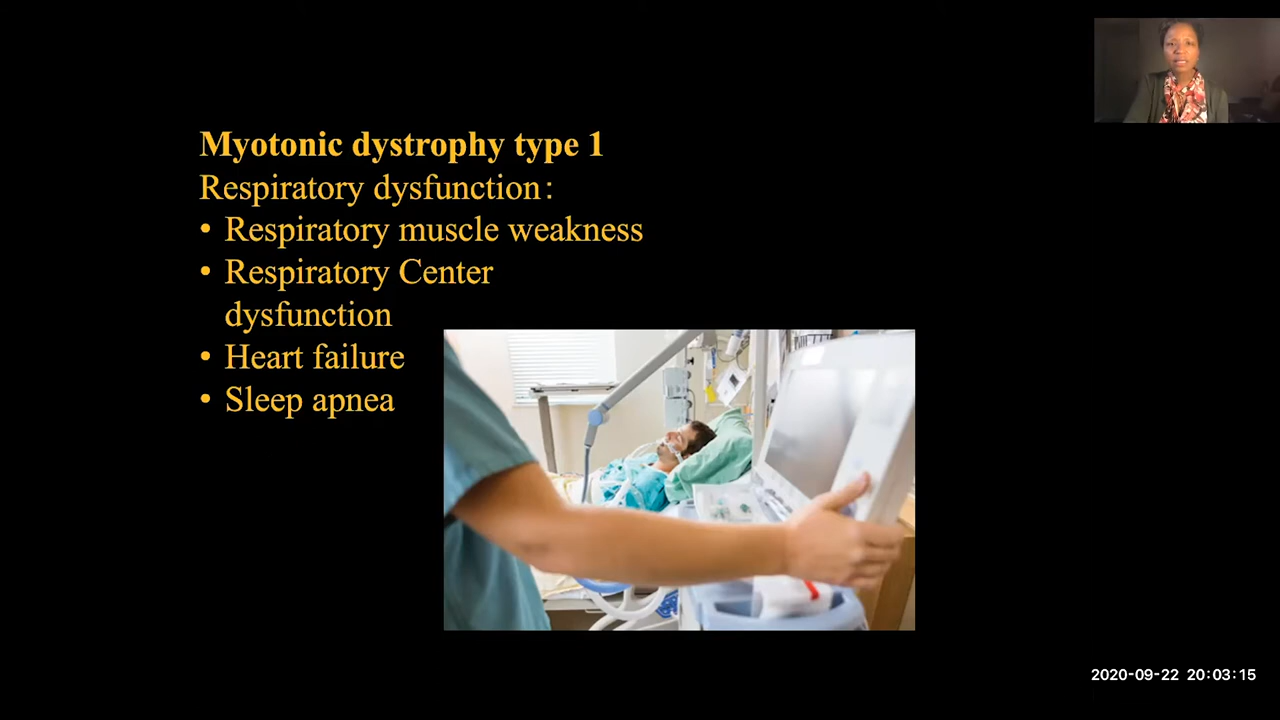 Myotonic dystrophy type 1
Respiratory dysfunction:
• Respiratory muscle weakness
• Respiratory Center
dysfunction
• Heart failure
• Sleep apnea
2020-09-22 20:03:15